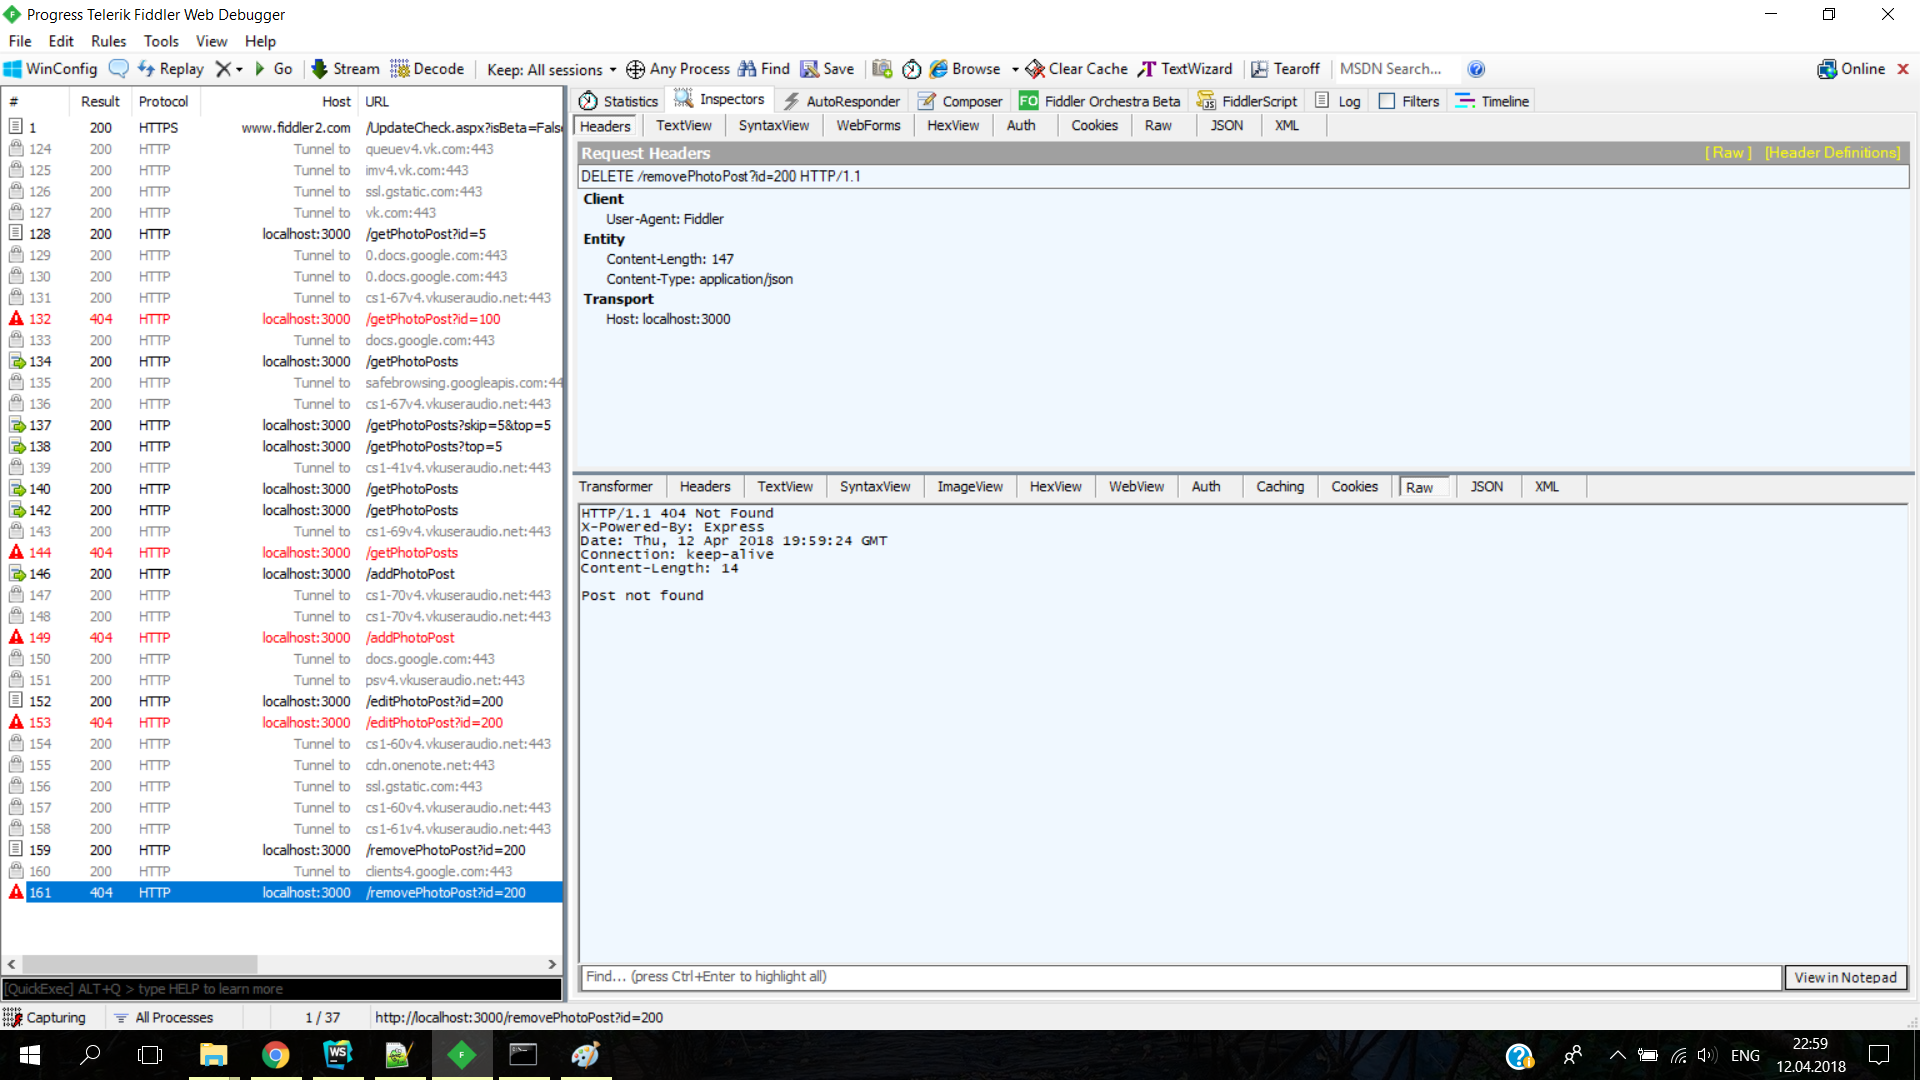 Progress Telerik Fiddler Web Debugger
File Edit Rules Tools View Help
WinConfig Replay Go Stream Decode Keep: All sessions Any Process Find Save Browse Clear Cache TextWizard Tearoff MSDN Search... Online
# Result Protocol Host URL
1 200 HTTPS www.fiddler2.com /UpdateCheck.aspx?isBeta=False
124 200 HTTP Tunnel to queuev4.vk.com:443
125 200 HTTP Tunnel to imv4.vk.com:443
126 200 HTTP Tunnel to ssl.gstatic.com:443
127 200 HTTP Tunnel to vk.com:443
128 200 HTTP localhost:3000 /getPhotoPost?id=5
129 200 HTTP Tunnel to 0.docs.google.com:443
130 200 HTTP Tunnel to 0.docs.google.com:443
131 200 HTTP Tunnel to cs1-67v4.vkuseraudio.net:443
132 404 HTTP localhost:3000 /getPhotoPost?id=100
133 200 HTTP Tunnel to docs.google.com:443
134 200 HTTP localhost:3000 /getPhotoPosts
135 200 HTTP Tunnel to safebrowsing.googleapis.com:44
136 200 HTTP Tunnel to cs1-67v4.vkuseraudio.net:443
137 200 HTTP localhost:3000 /getPhotoPosts?skip=5&top=5
138 200 HTTP localhost:3000 /getPhotoPosts?top=5
139 200 HTTP Tunnel to cs1-41v4.vkuseraudio.net:443
140 200 HTTP localhost:3000 /getPhotoPosts
142 200 HTTP localhost:3000 /getPhotoPosts
143 200 HTTP Tunnel to cs1-69v4.vkuseraudio.net:443
144 404 HTTP localhost:3000 /getPhotoPosts
146 200 HTTP localhost:3000 /addPhotoPost
147 200 HTTP Tunnel to cs1-70v4.vkuseraudio.net:443
148 200 HTTP Tunnel to cs1-70v4.vkuseraudio.net:443
149 404 HTTP localhost:3000 /addPhotoPost
150 200 HTTP Tunnel to docs.google.com:443
151 200 HTTP Tunnel to psv4.vkuseraudio.net:443
152 200 HTTP localhost:3000 /editPhotoPost?id=200
153 404 HTTP localhost:3000 /editPhotoPost?id=200
154 200 HTTP Tunnel to cs1-60v4.vkuseraudio.net:443
155 200 HTTP Tunnel to cdn.onenote.net:443
156 200 HTTP Tunnel to ssl.gstatic.com:443
157 200 HTTP Tunnel to cs1-60v4.vkuseraudio.net:443
158 200 HTTP Tunnel to cs1-61v4.vkuseraudio.net:443
159 200 HTTP localhost:3000 /removePhotoPost?id=200
160 200 HTTP Tunnel to clients4.google.com:443
161 404 HTTP localhost:3000 /removePhotoPost?id=200
[QuickExec] ALT+Q > type HELP to learn more
Statistics Inspectors AutoResponder Composer FO Fiddler Orchestra Beta FiddlerScript Log Filters Timeline
Headers TextView SyntaxView WebForms HexView Auth Cookies Raw JSON XML
Request Headers [ Raw ] [Header Definitions]
DELETE /removePhotoPost?id=200 HTTP/1.1
Client
User-Agent: Fiddler
Entity
Content-Length: 147
Content-Type: application/json
Transport
Host: localhost:3000
Transformer Headers TextView SyntaxView ImageView HexView WebView Auth Caching Cookies Raw JSON XML
HTTP/1.1 404 Not Found
X-Powered-By: Express
Date: Thu, 12 Apr 2018 19:59:24 GMT
Connection: keep-alive
Content-Length: 14
Post not found
Find... (press Ctrl+Enter to highlight all) View in Notepad
Capturing All Processes 1 / 37 http://localhost:3000/removePhotoPost?id=200
WS F ENG 22:59
12.04.2018